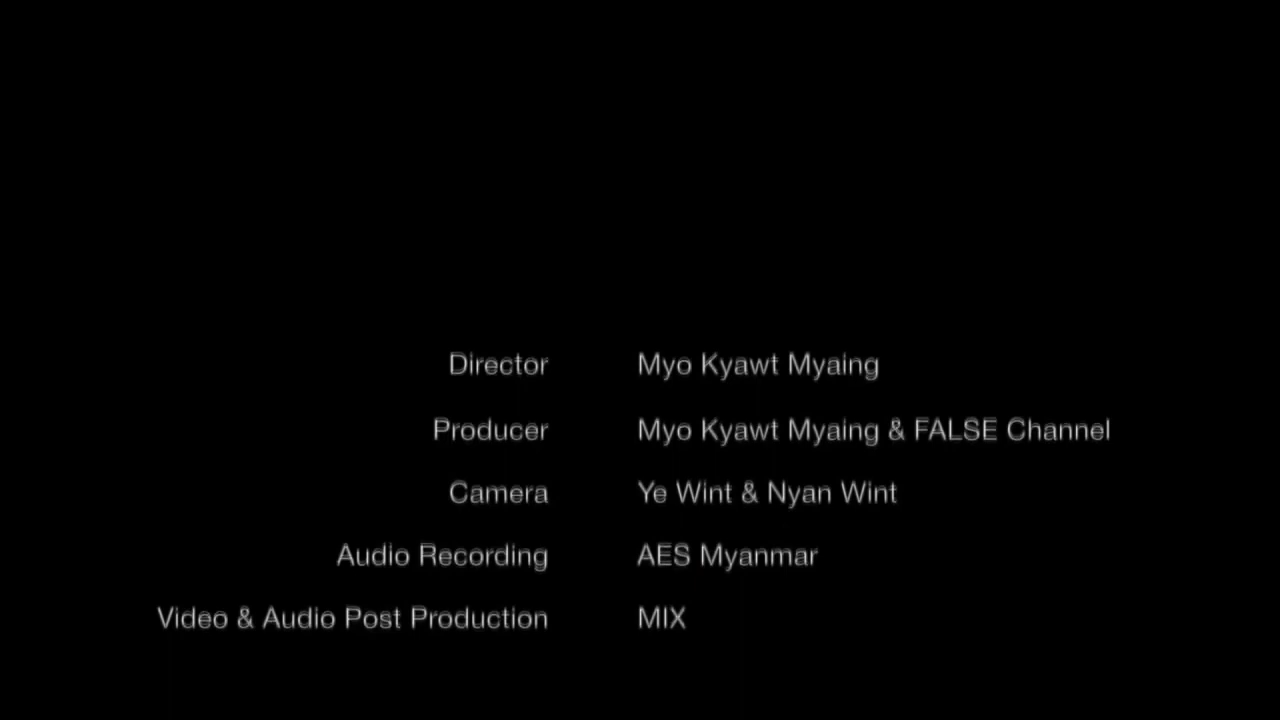 Director Myo Kyawt Myaing
Producer Myo Kyawt Myaing & FALSE Channel
Camera Ye Wint & Nyan Wint
Audio Recording AES Myanmar
Video & Audio Post Production MIX